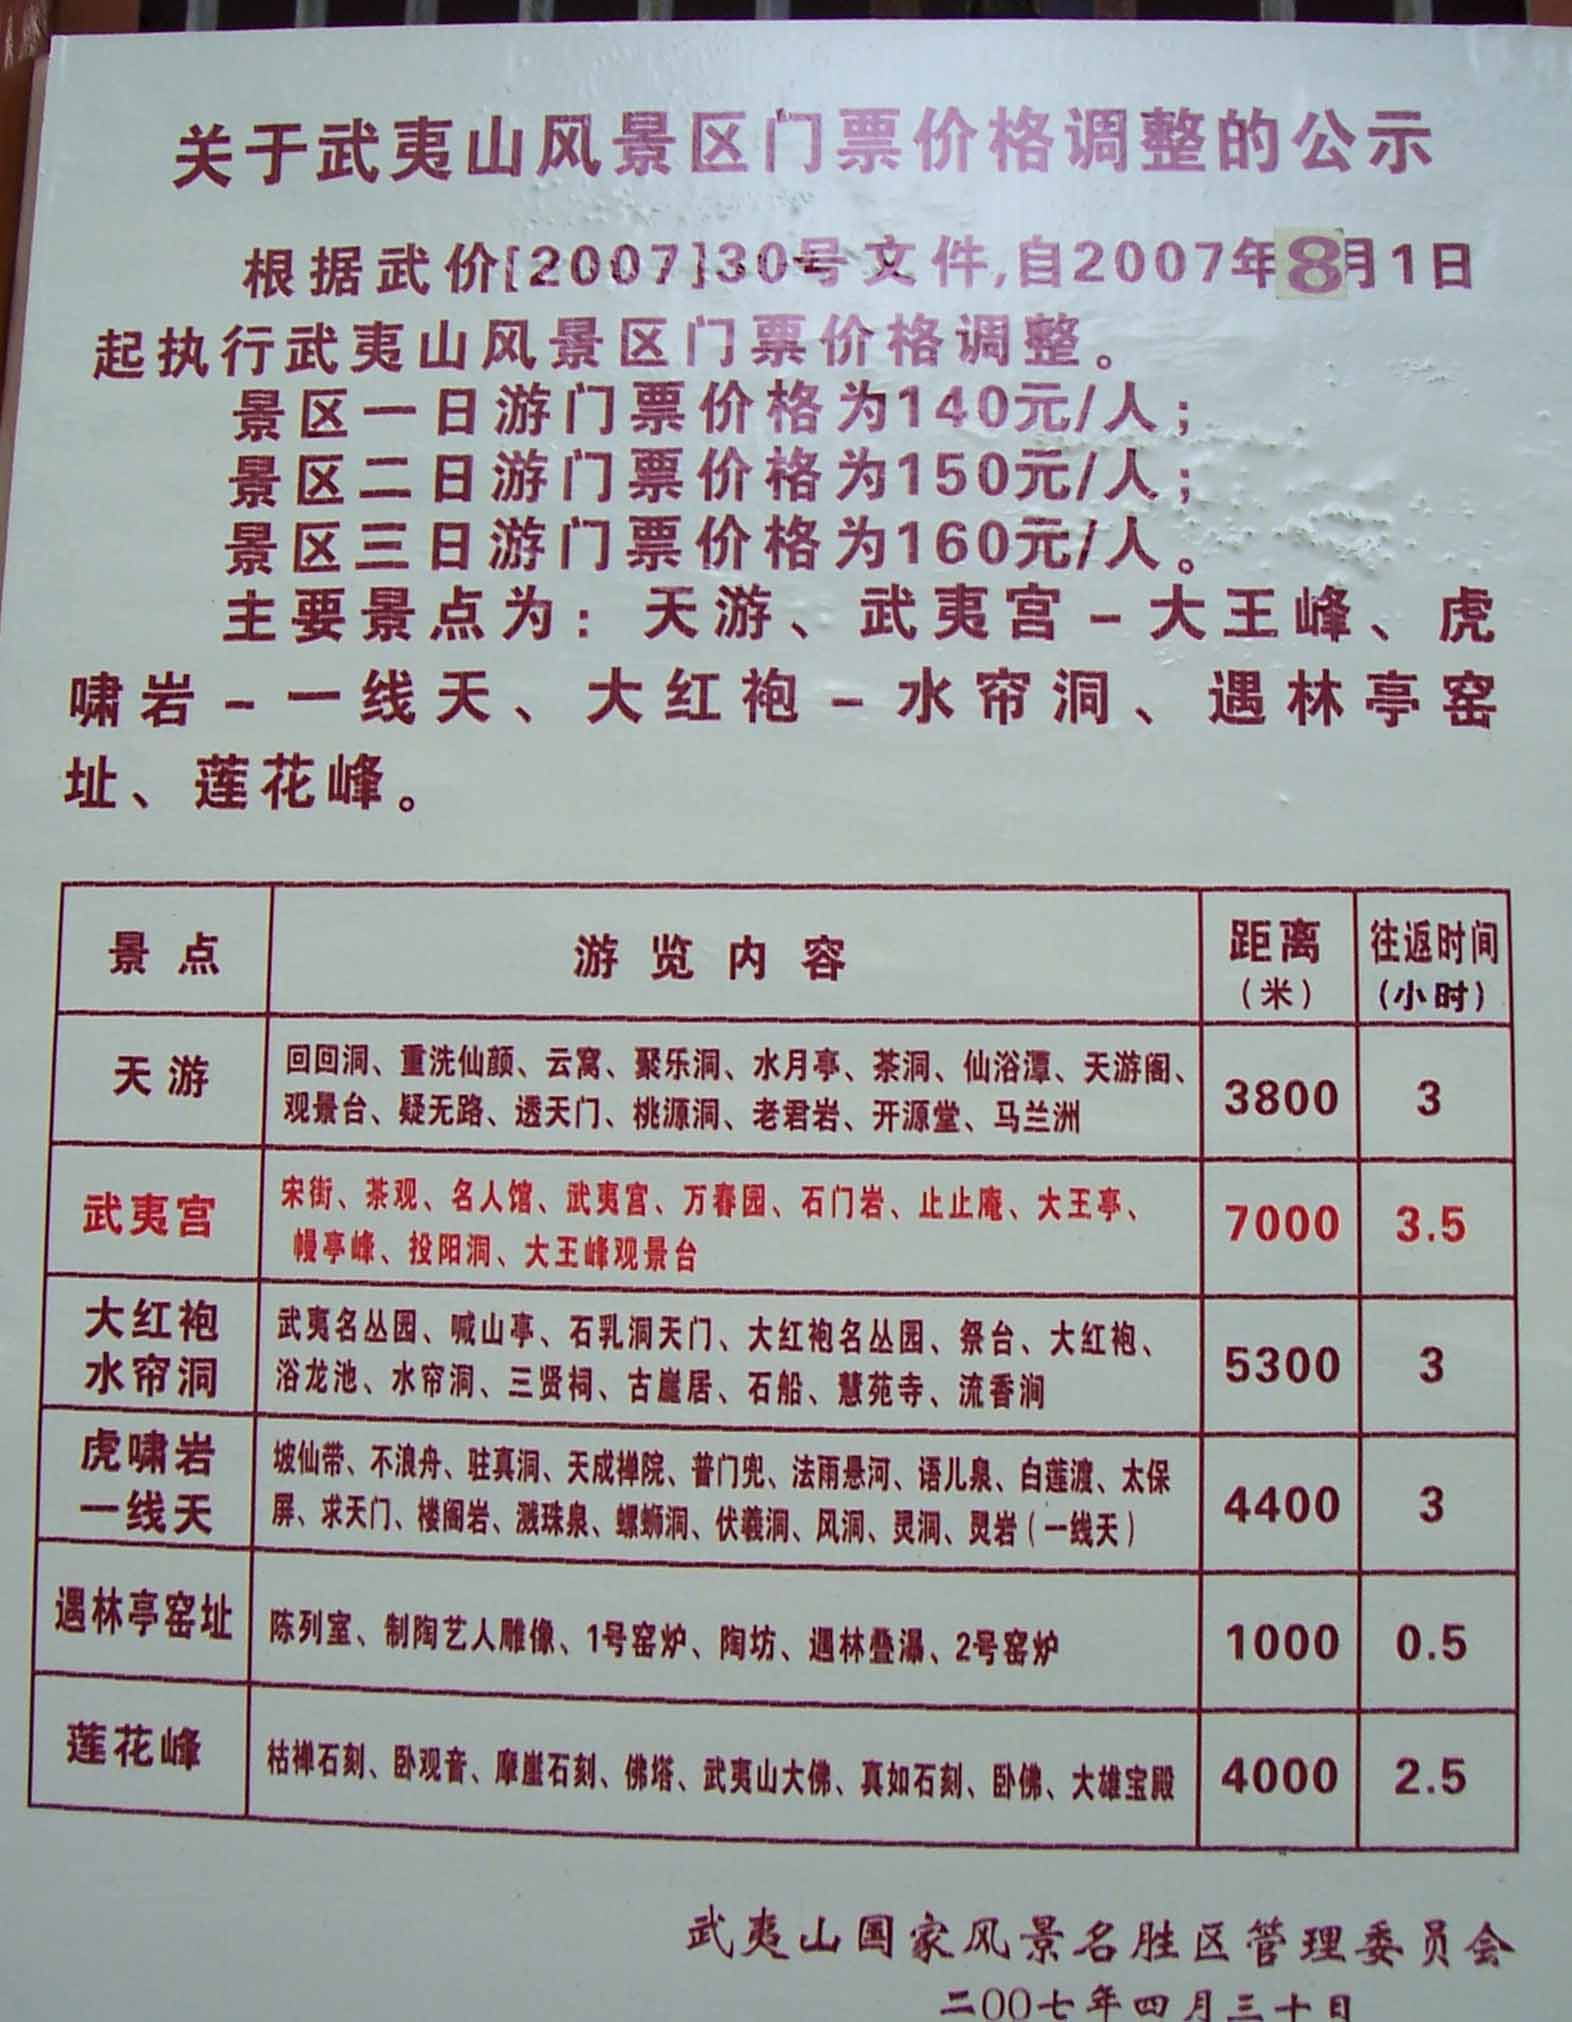 关于武夷山风景区门票价格调整的公示
根据武价[2007]30号文件,自2007年8月1日
起执行武夷山风景区门票价格调整。
景区一日游门票价格为140元/人；
景区二日游门票价格为150元/人；
景区三日游门票价格为160元/人。
主要景点为：天游、武夷宫-大王峰、虎
啸岩-一线天、大红袍-水帘洞、遇林亭窑
址、莲花峰。
景点 游览内容 距离 往返时间
(米) (小时)
天游 回回洞、重洗仙颜、云窝、聚乐洞、水月亭、茶洞、仙浴潭、天游阁、
观景台、疑无路、透天门、桃源洞、老君岩、开源堂、马兰洲 3800 3
武夷宫 宋街、茶观、名人馆、武夷宫、万春园、石门岩、止止庵、大王亭、
幔亭峰、投阳洞、大王峰观景台 7000 3.5
大红袍 武夷名丛园、喊山亭、石乳洞天门、大红袍名丛园、祭台、大红袍、
水帘洞 浴龙池、水帘洞、三贤祠、古崖居、石船、慧苑寺、流香涧 5300 3
虎啸岩 坡仙带、不浪舟、驻真洞、天成禅院、普门兜、法雨悬河、语儿泉、白莲渡、太保
一线天 屏、求天门、楼阁岩、溅珠泉、螺蛳洞、伏羲洞、风洞、灵洞、灵岩(一线天) 4400 3
遇林亭窑址 陈列室、制陶艺人雕像、1号窑炉、陶坊、遇林叠瀑、2号窑炉 1000 0.5
莲花峰 枯禅石刻、卧观音、摩崖石刻、佛塔、武夷山大佛、真如石刻、卧佛、大雄宝殿 4000 2.5
武夷山国家风景名胜区管理委员会
二00七年四月三十日